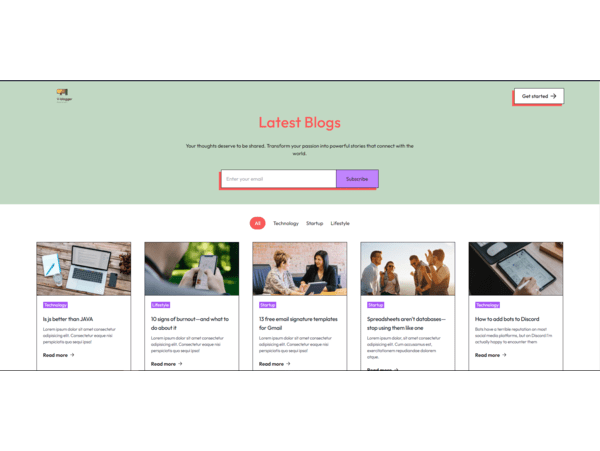 blogger
Get started →
Latest Blogs
Your thoughts deserve to be shared. Transform your passion into powerful stories that connect with the
world.
Enter your email
Subscribe
All Technology Startup Lifestyle
Technology
Is js better than JAVA
Lorem ipsum dolor sit amet consectetur
adipisicing elit. Consectetur eaque nisi
perspiciatis quo sequi ipsa!
Read more →
Lifestyle
10 signs of burnout—and what to
do about it
Lorem ipsum dolor sit amet consectetur
adipisicing elit. Consectetur eaque nisi
perspiciatis quo sequi ipsa!
Read more →
Startup
13 free email signature templates
for Gmail
Lorem ipsum dolor sit amet consectetur
adipisicing elit. Consectetur eaque nisi
perspiciatis quo sequi ipsa!
Read more →
Startup
Spreadsheets aren't databases—
stop using them like one
Lorem ipsum dolor sit amet consectetur
adipisicing elit. Cum accusamus est,
exercitationem repudiandae dolorem
atque.
Read more →
Technology
How to add bots to Discord
Bots have a terrible reputation on most
social media platforms, but on Discord I'm
actually happy to encounter them
Read more →